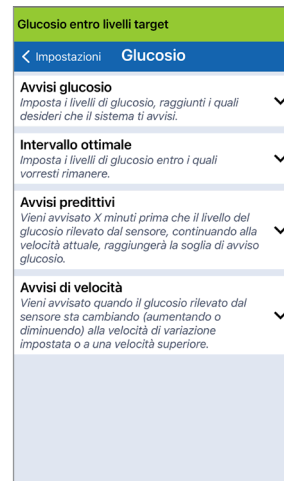 Glucosio entro livelli target
Impostazioni Glucosio
Avvisi glucosio
Imposta i livelli di glucosio, raggiunti i quali
desideri che il sistema ti avvisi.
Intervallo ottimale
Imposta i livelli di glucosio entro i quali
vorresti rimanere.
Avvisi predittivi
Vieni avvisato X minuti prima che il livello del
glucosio rilevato dal sensore, continuando alla
velocità attuale, raggiungerà la soglia di avviso
glucosio.
Avvisi di velocità
Vieni avvisato quando il glucosio rilevato dal
sensore sta cambiando (aumentando o
diminuendo) alla velocità di variazione
impostata o a una velocità superiore.